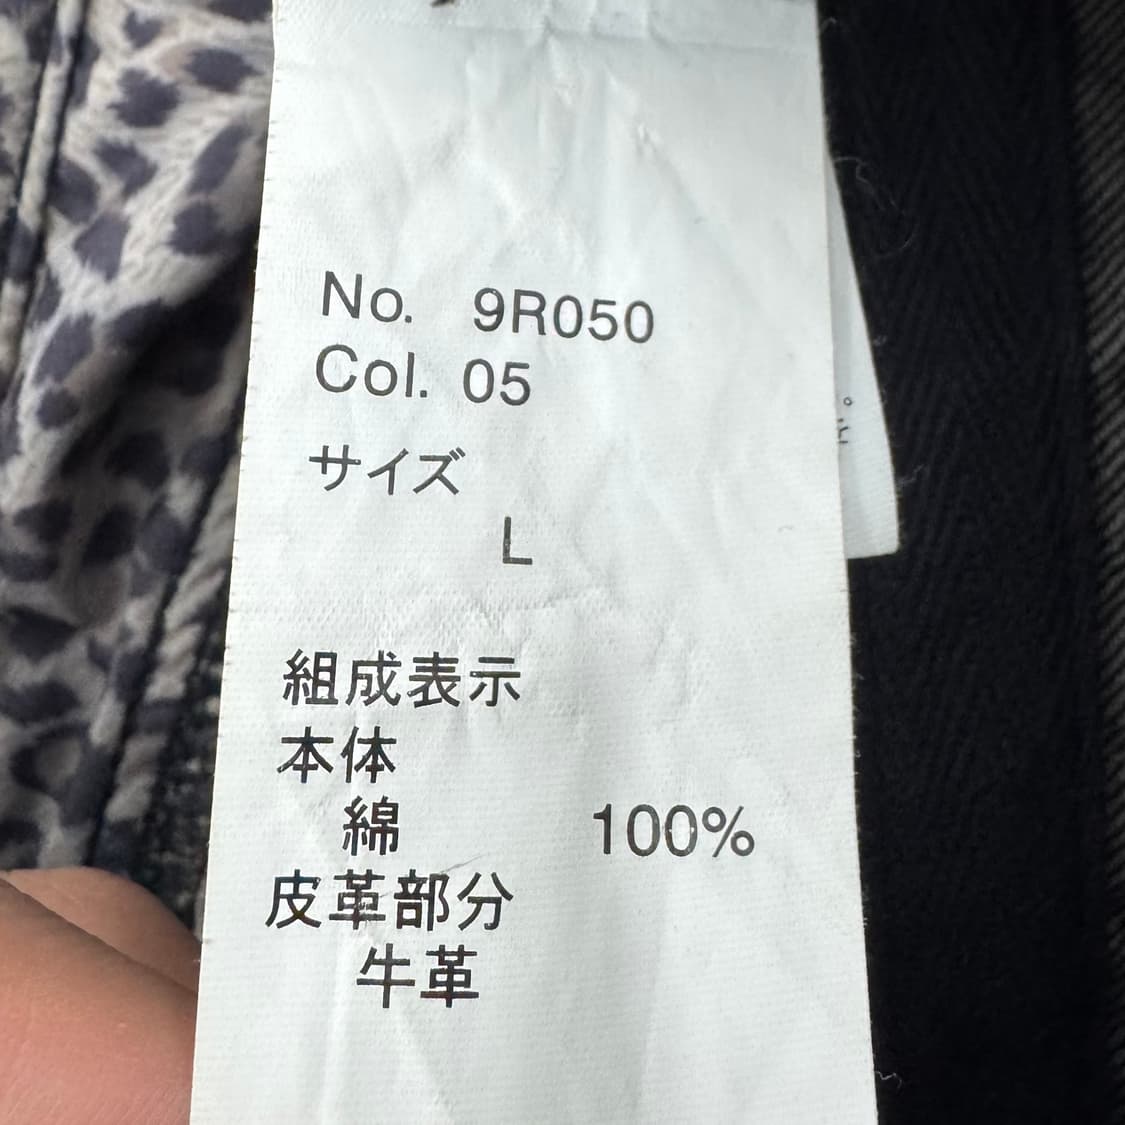 No. 9R050
Col. 05
サイズ
L
組成表示
本体
綿 100%
皮革部分
牛革